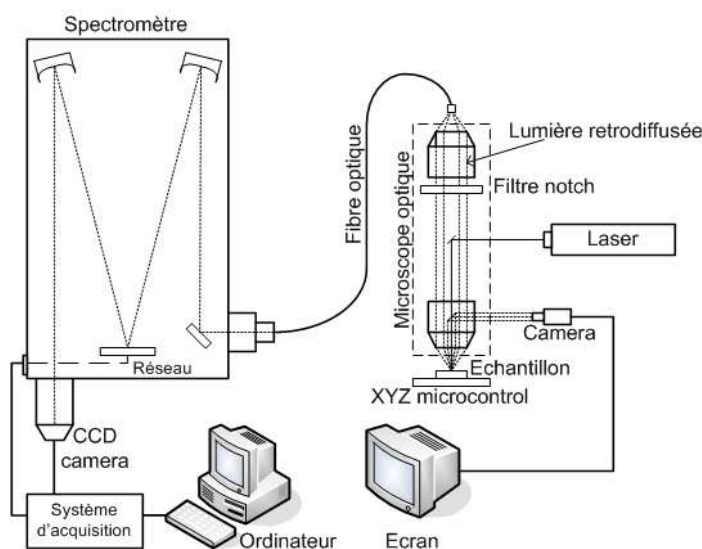 Spectromètre
Fibre optique
Microscope optique
Lumière retrodiffusée
Filtre notch
Laser
Camera
Echantillon
XYZ microcontrol
Réseau
CCD
camera
Système
d'acquisition
Ordinateur
Ecran